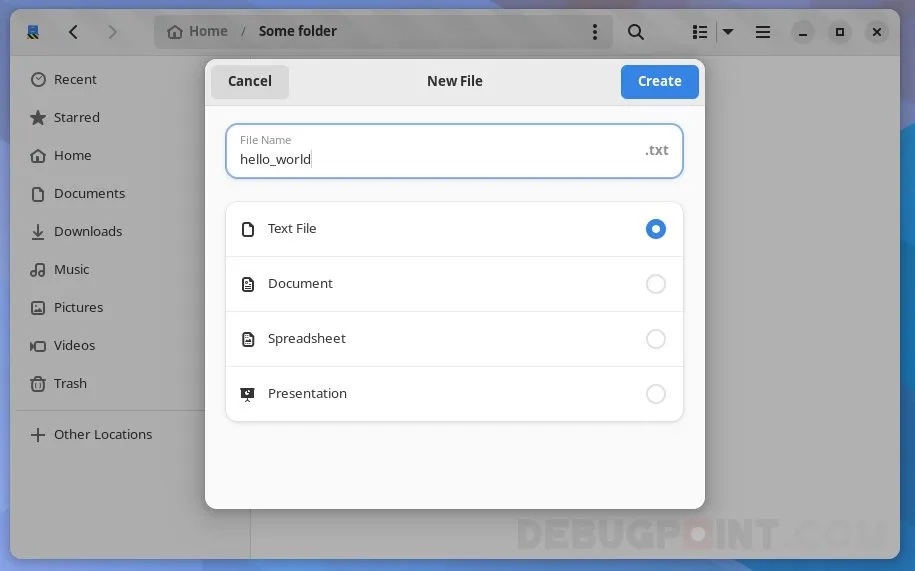 Home / Some folder
Recent
Starred
Home
Documents
Downloads
Music
Pictures
Videos
Trash
Other Locations
Cancel
New File
Create
File Name
hello_world
.txt
Text File
Document
Spreadsheet
Presentation
DEBUGPOINT.COM